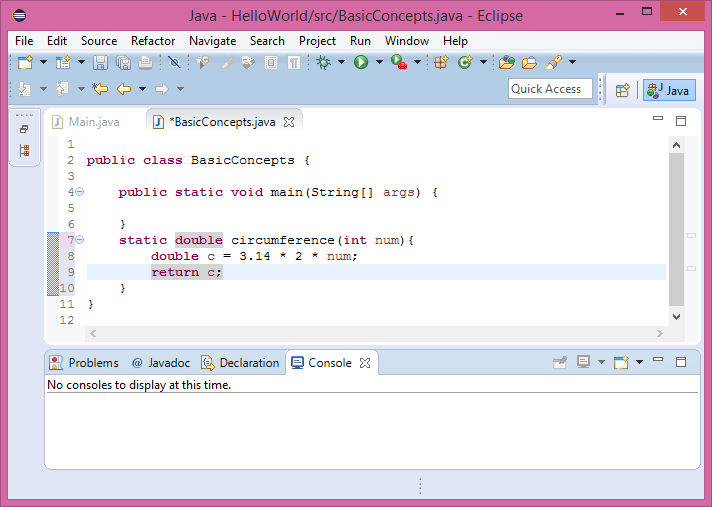 Java - HelloWorld/src/BasicConcepts.java - Eclipse
File Edit Source Refactor Navigate Search Project Run Window Help
Quick Access
Java
Main.java *BasicConcepts.java
1
2 public class BasicConcepts {
3
4 public static void main(String[] args) {
5
6 }
7 static double circumference(int num){
8 double c = 3.14 * 2 * num;
9 return c;
10 }
11 }
12
Problems @ Javadoc Declaration Console
No consoles to display at this time.